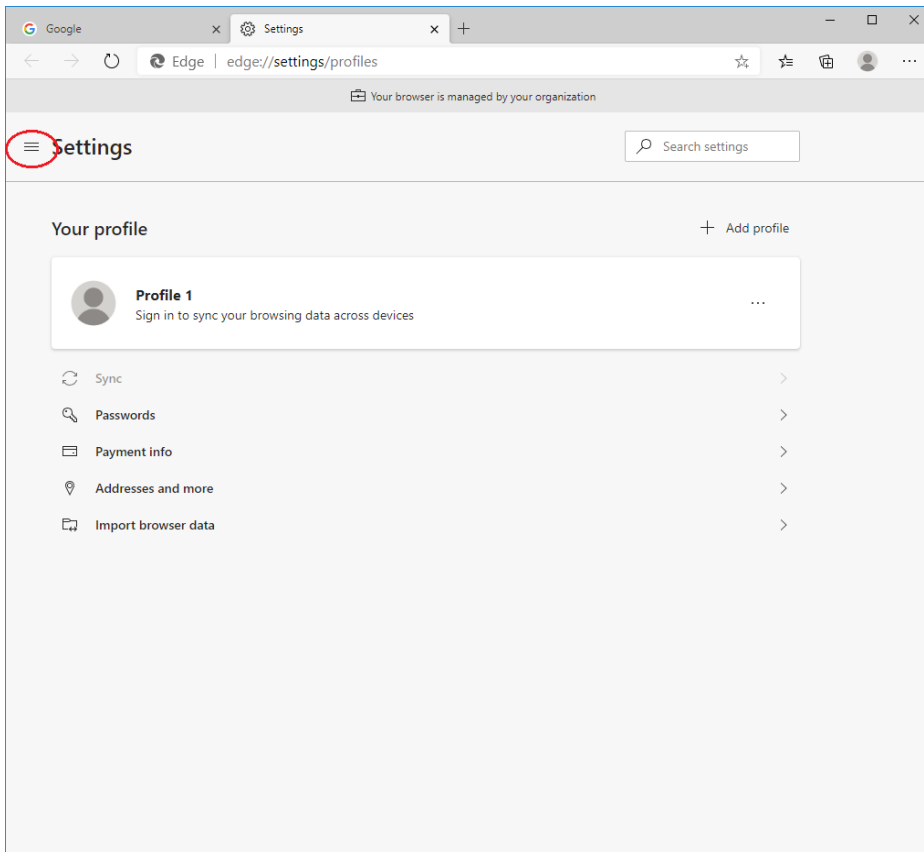 Google
Settings
Edge | edge://settings/profiles
Your browser is managed by your organization
Settings
Search settings
Your profile
Add profile
Profile 1
Sign in to sync your browsing data across devices
Sync
Passwords
Payment info
Addresses and more
Import browser data